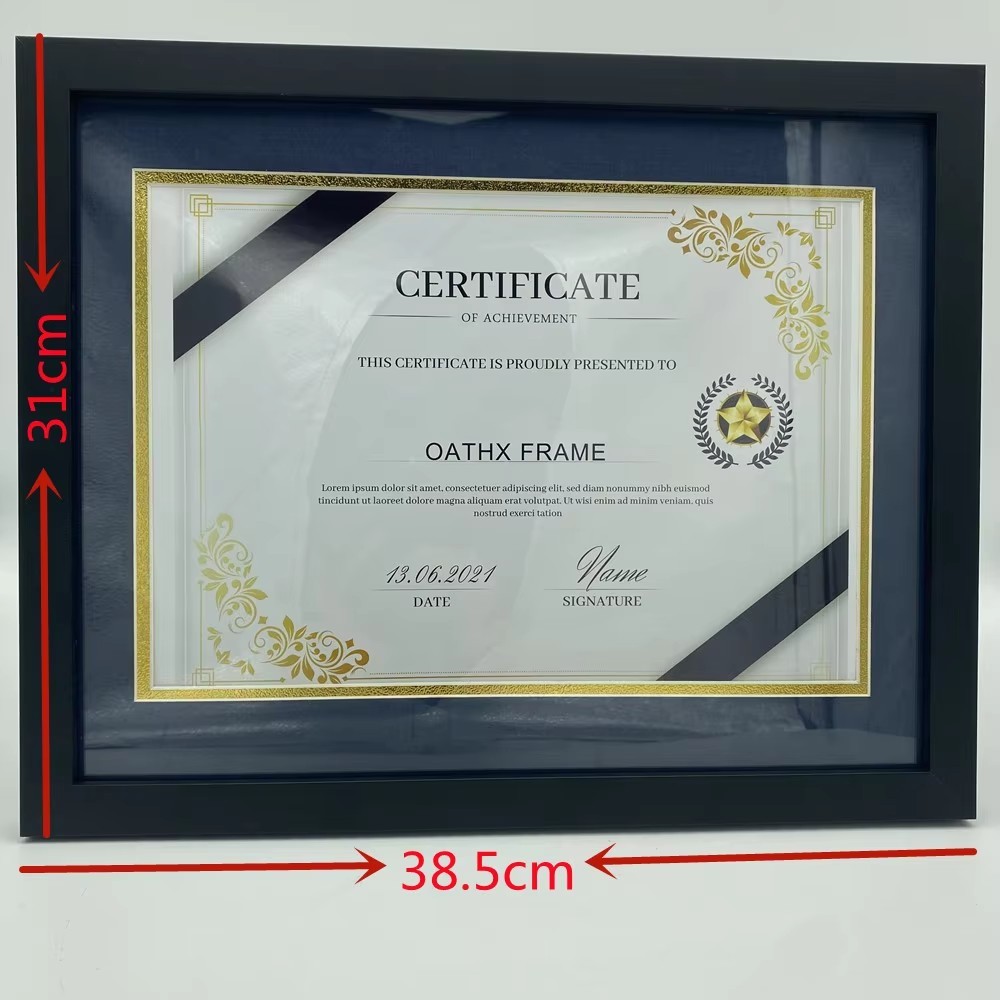 31cm
CERTIFICATE
OF ACHIEVEMENT
THIS CERTIFICATE IS PROUDLY PRESENTED TO
OATHX FRAME
Lorem ipsum dolor sit amet, consectetuer adipiscing elit, sed diam nonummy nibh euismod
tincidunt ut laoreet dolore magna aliquam erat volutpat. Ut wisi enim ad minim veniam, quis
nostrud exerci tation
13.06.2021 Name
DATE SIGNATURE
38.5cm